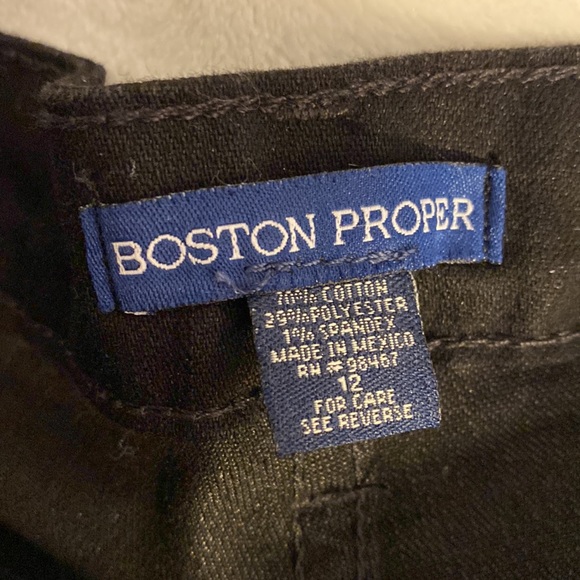 BOSTON PROPER
70% COTTON
29% POLYESTER
1% SPANDEX
MADE IN MEXICO
RN # 98467
12
FOR CARE
SEE REVERSE